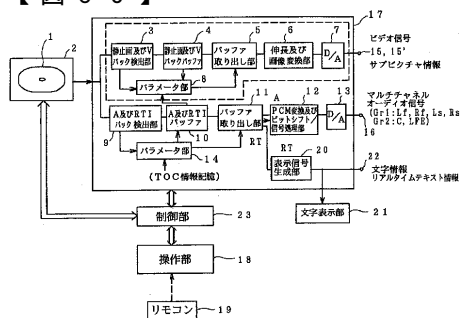 【図33】
1
2
3
4
5
6
7
17
静止画及びV
パック検出部
静止画及びV
パックバッファ
バッファ
取り出し部
伸長及び
画像変換部
D/A
ビデオ信号
15, 15'
サブピクチャ情報
パラメータ部
8
A及びRTI
パック検出部
A及びRTI
バッファ
バッファ
取り出し部
PCM変換及び
ビットシフト/信号
処理部
D/A
9
10
11
A
12
13
マルチチャネル
オーディオ信号
(Gr1:Lf, Rf, Ls, Rs
Gr2:C, LFE)
16
パラメータ部
14
RT
RT
20
表示信号
生成部
22
文字情報
リアルタイムテキスト情報
(TOC情報記憶)
文字表示部
21
制御部
23
操作部
18
リモコン
19